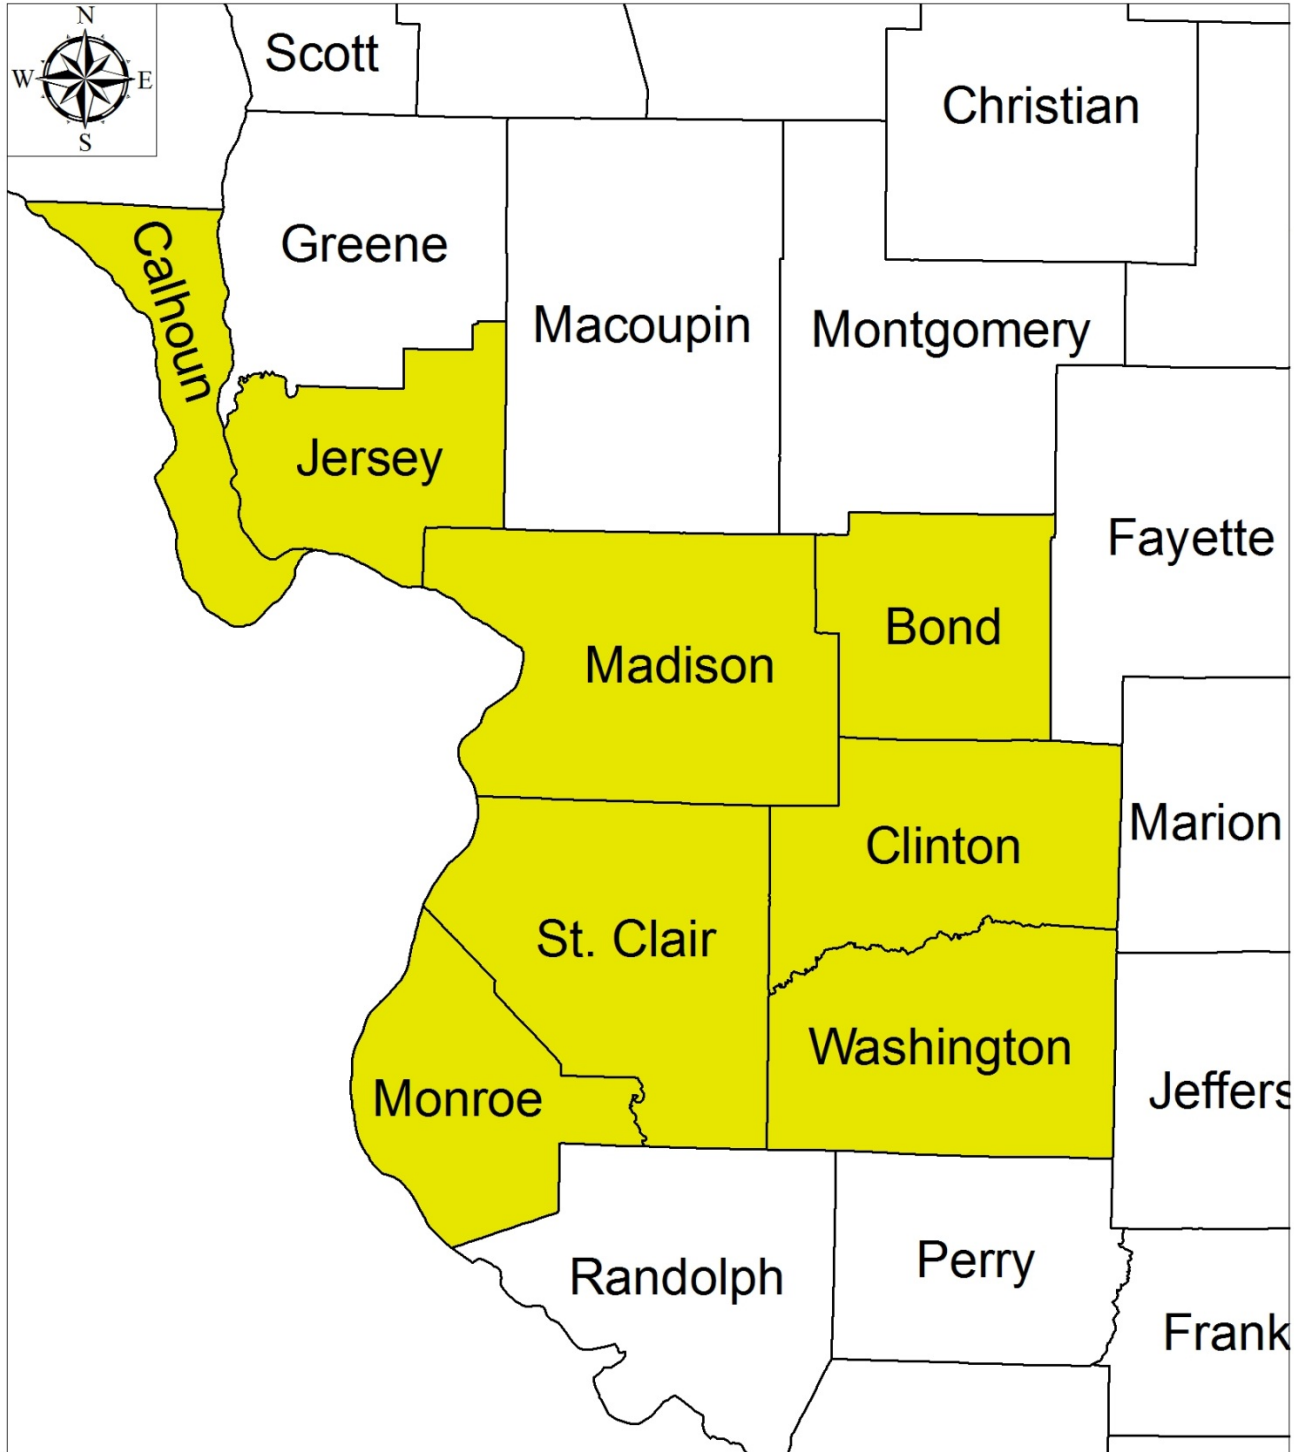 N
W E
S
Scott
Christian
Calhoun
Greene
Macoupin
Montgomery
Jersey
Fayette
Bond
Madison
Marion
Clinton
St. Clair
Washington
Monroe
Jeffers
Randolph
Perry
Frank